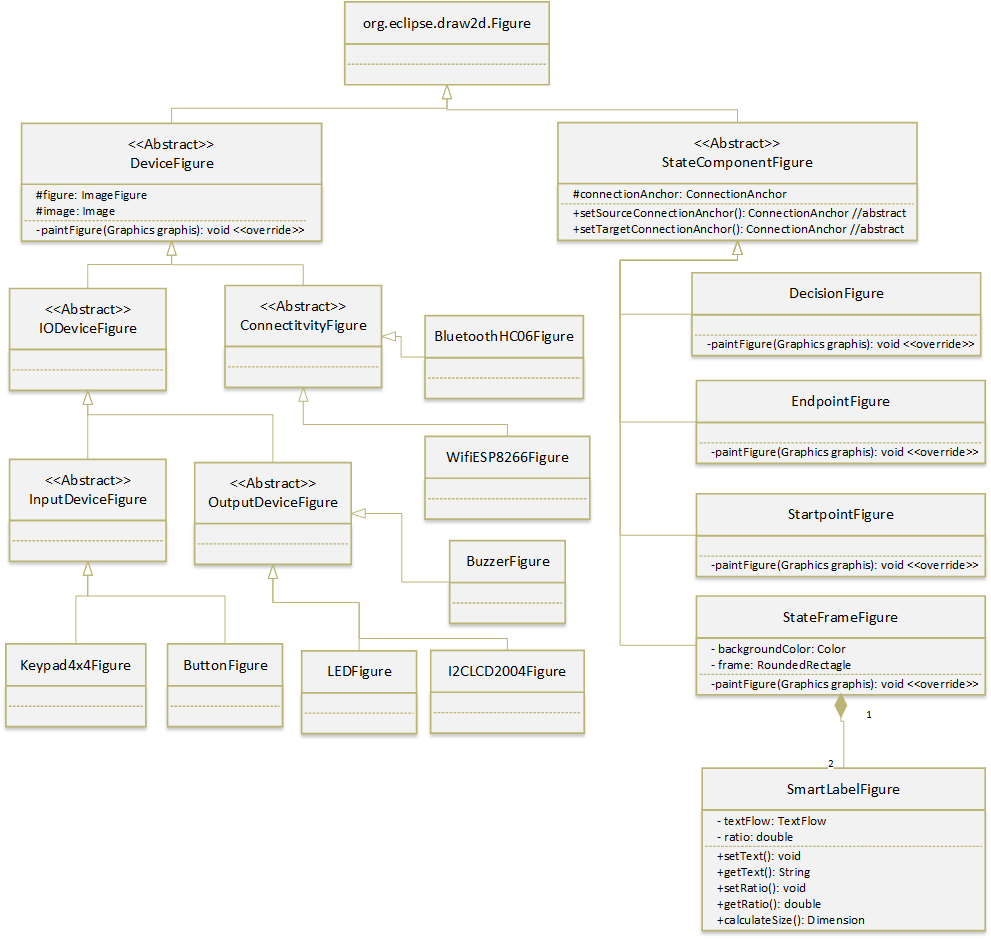 org.eclipse.draw2d.Figure
<<Abstract>>
DeviceFigure
#figure: ImageFigure
#image: Image
-paintFigure(Graphics graphis): void <<override>>
<<Abstract>>
StateComponentFigure
#connectionAnchor: ConnectionAnchor
+setSourceConnectionAnchor(): ConnectionAnchor //abstract
+setTargetConnectionAnchor(): ConnectionAnchor //abstract
<<Abstract>>
IODeviceFigure
<<Abstract>>
ConnectitvityFigure
BluetoothHC06Figure
WifiESP8266Figure
<<Abstract>>
InputDeviceFigure
<<Abstract>>
OutputDeviceFigure
BuzzerFigure
Keypad4x4Figure
ButtonFigure
LEDFigure
I2CLCD2004Figure
DecisionFigure
-paintFigure(Graphics graphis): void <<override>>
EndpointFigure
-paintFigure(Graphics graphis): void <<override>>
StartpointFigure
-paintFigure(Graphics graphis): void <<override>>
StateFrameFigure
- backgroundColor: Color
- frame: RoundedRectagle
-paintFigure(Graphics graphis): void <<override>>
1
2
SmartLabelFigure
- textFlow: TextFlow
- ratio: double
+setText(): void
+getText(): String
+setRatio(): void
+getRatio(): double
+calculateSize(): Dimension